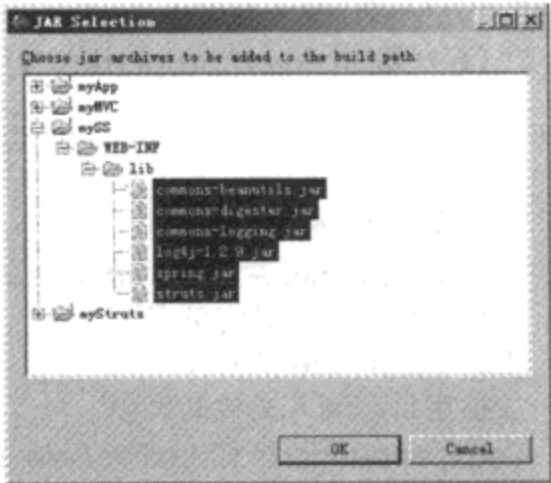 JAR Selection
Choose jar archives to be added to the build path:
myApp
myMVC
mySS
WEB-INF
lib
commons-beanutils.jar
commons-digester.jar
commons-logging.jar
log4j-1.2.9.jar
spring.jar
struts.jar
myStruts
OK
Cancel